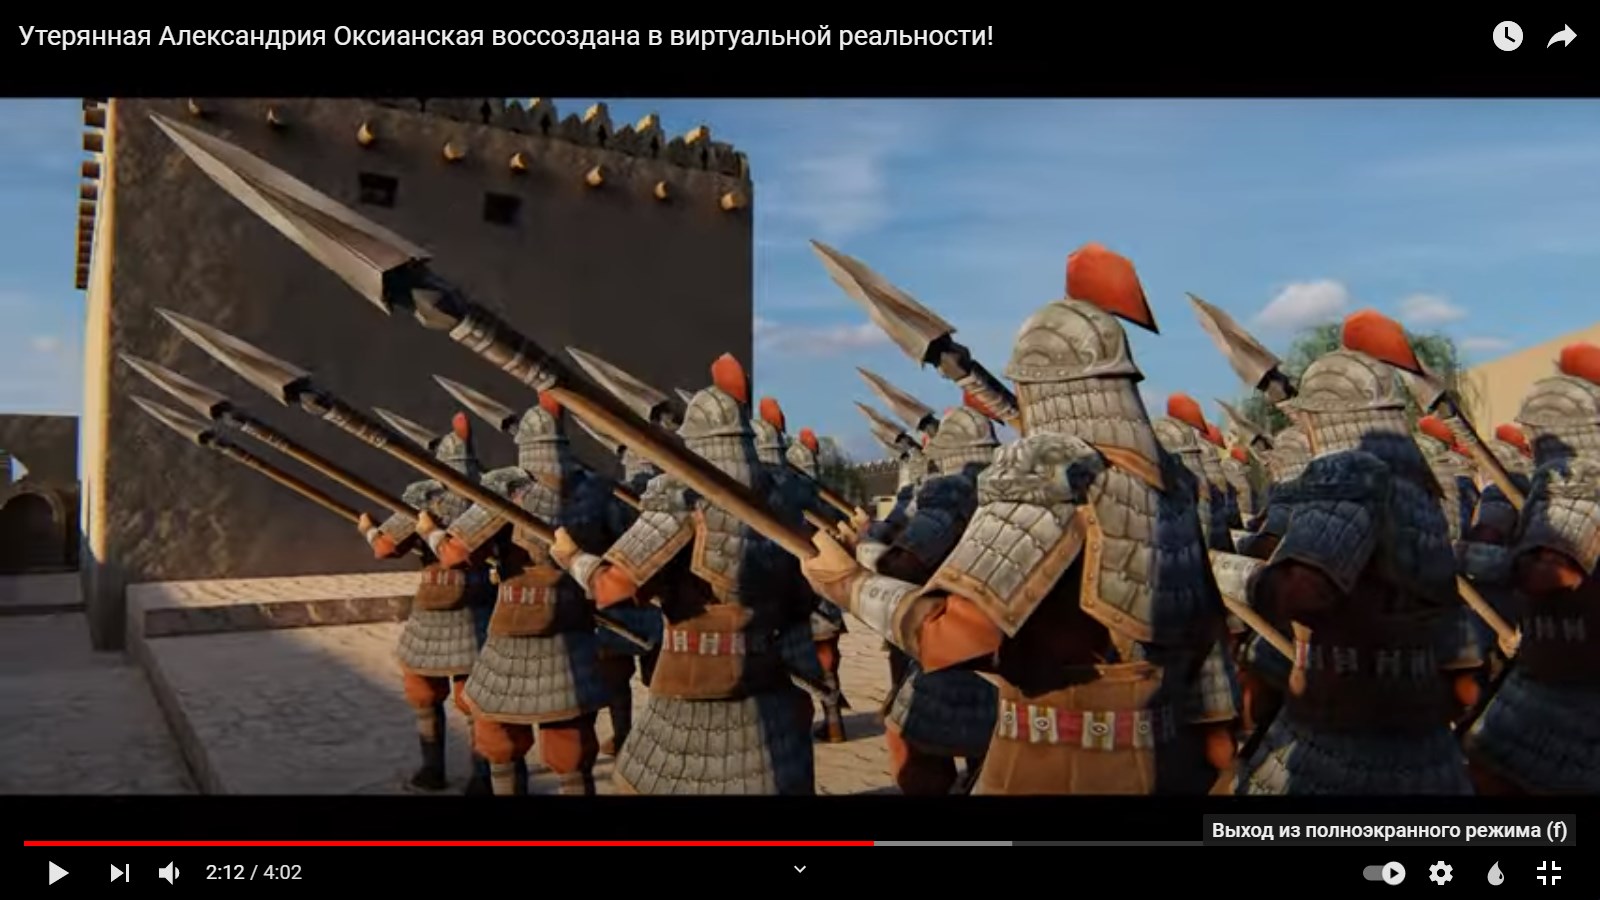 Утерянная Александрия Оксианская воссоздана в виртуальной реальности!
Выход из полноэкранного режима (f)
2:12 / 4:02